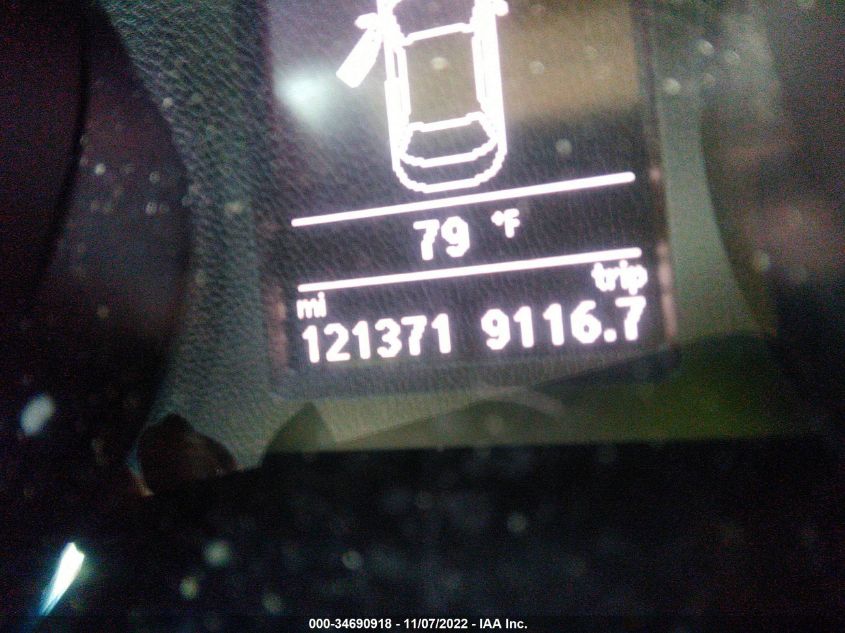 79 °F
trip
mi
121371 9116.7
000-34690918 - 11/07/2022 - IAA Inc.